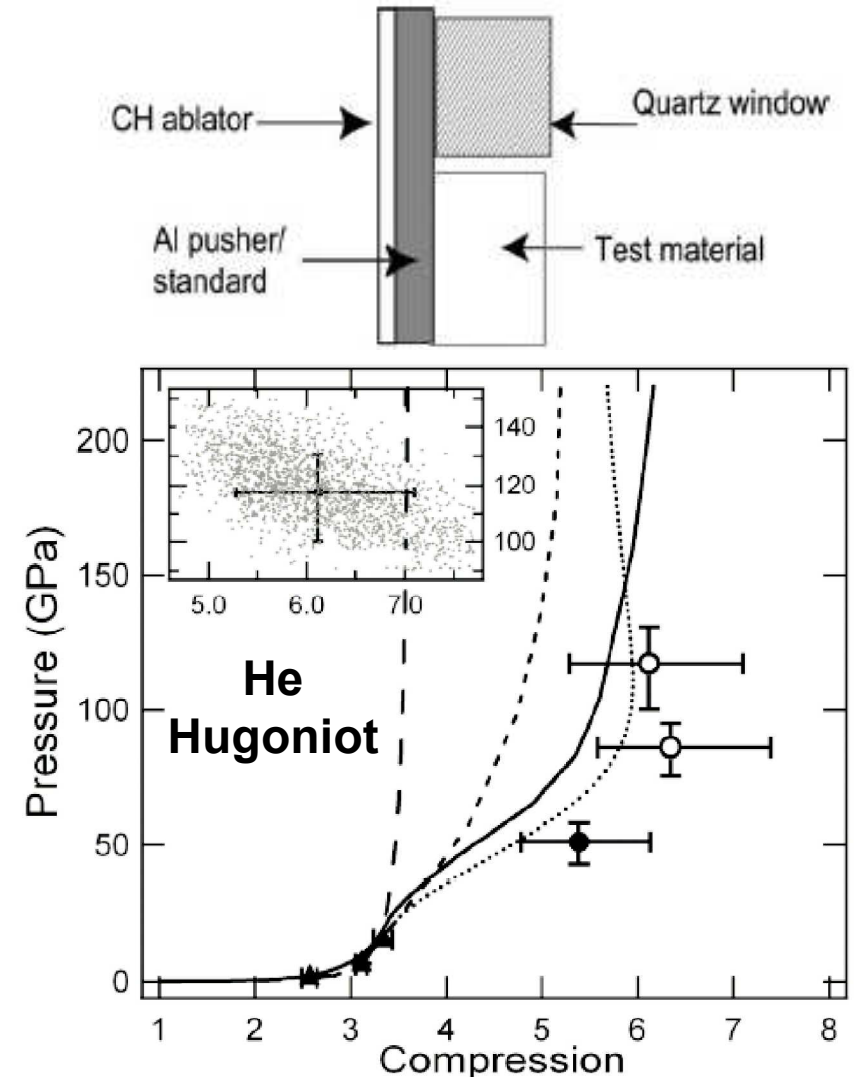 CH ablator
Quartz window
Al pusher/
standard
Test material
200
150
100
50
0
Pressure (GPa)
140
120
100
5.0 6.0 7.0
He
Hugoniot
1 2 3 4 5 6 7 8
Compression